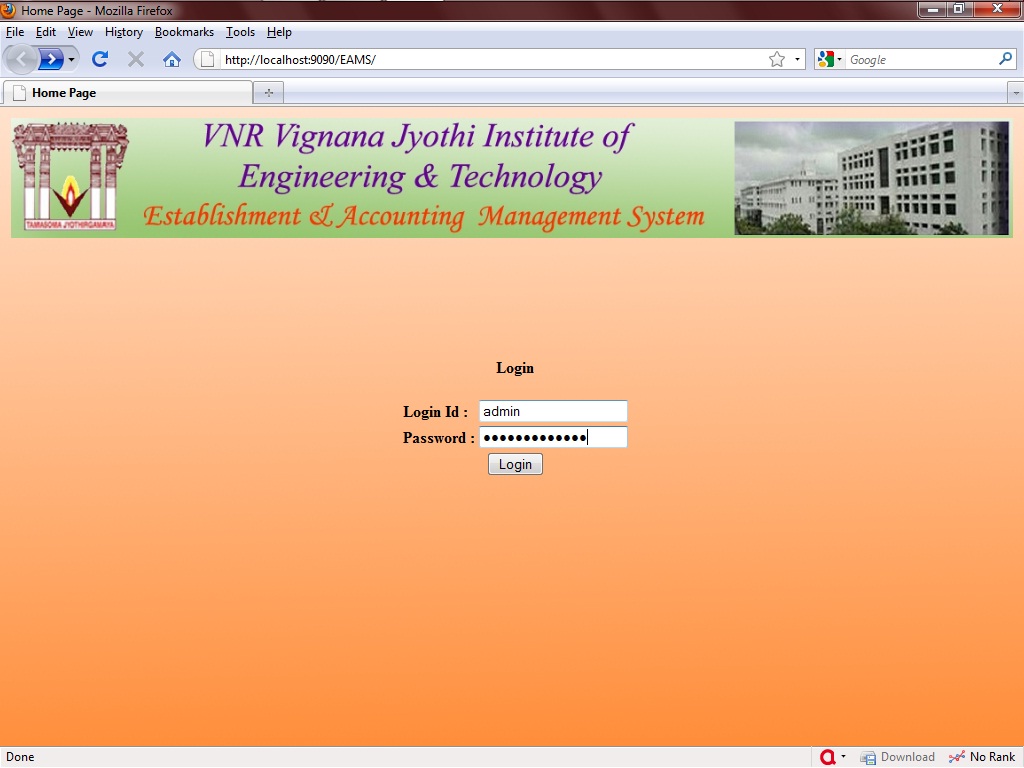 Home Page - Mozilla Firefox
File Edit View History Bookmarks Tools Help
http://localhost:9090/EAMS/
Google
Home Page
VNR Vignana Jyothi Institute of
Engineering & Technology
Establishment & Accounting Management System
TAMASOMA JYOTHIRGAMAYA
Login
Login Id : admin
Password : •••••••••••••
Login
Done
Download
No Rank